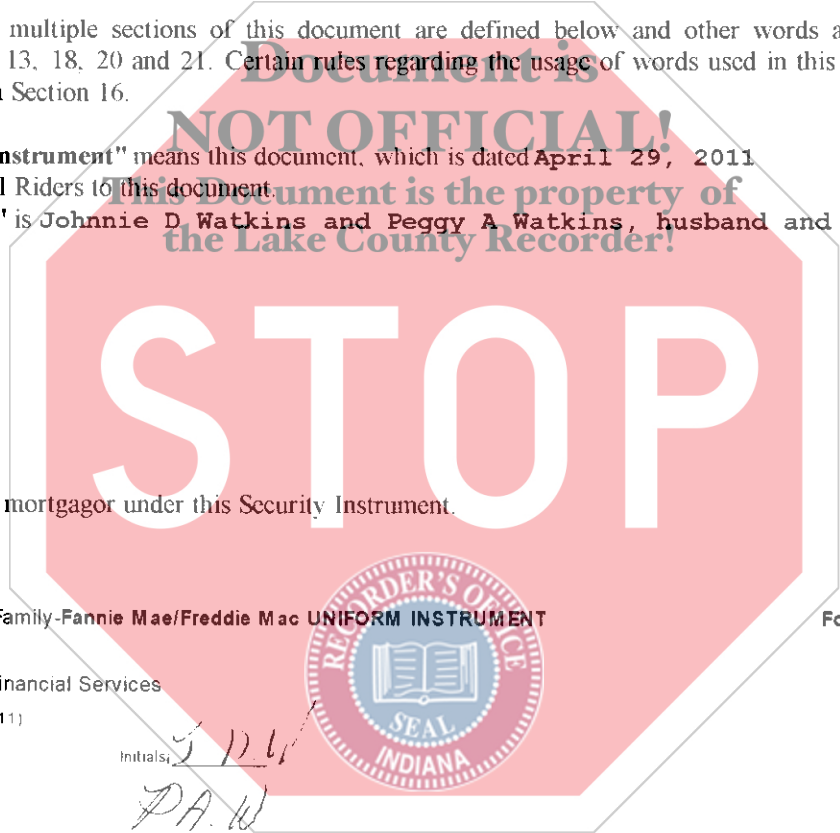 multiple sections of this document are defined below and other words a
13, 18, 20 and 21. Certain rules regarding the usage of words used in this
Section 16.
Document is
NOT OFFICIAL!
This Document is the property of
the Lake County Recorder!
nstrument" means this document, which is dated April 29, 2011
l Riders to this document.
" is Johnnie D Watkins and Peggy A Watkins, husband and
STOP
mortgagor under this Security Instrument.
amily-Fannie Mae/Freddie Mac UNIFORM INSTRUMENT Fo
inancial Services
11)
Initials: J D W
P A. W
RECORDER'S OFFICE
SEAL
INDIANA